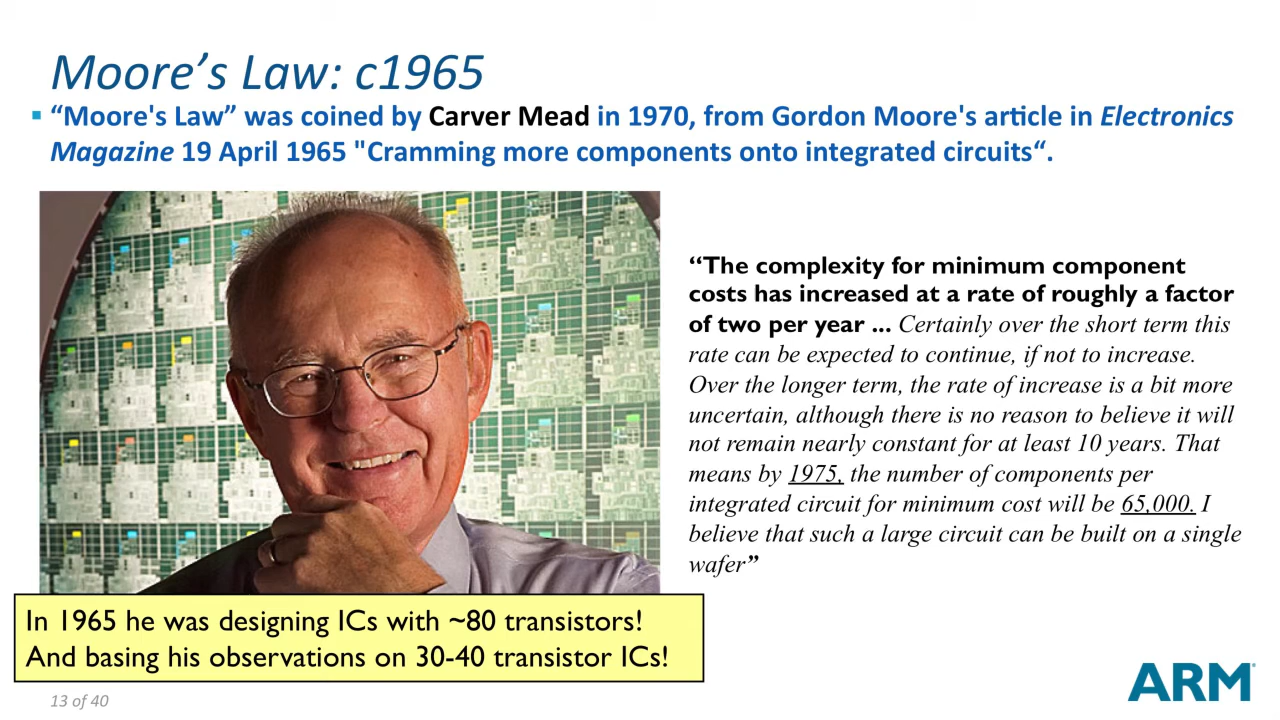 Moore’s Law: c1965
▪ “Moore's Law” was coined by Carver Mead in 1970, from Gordon Moore's article in Electronics
Magazine 19 April 1965 "Cramming more components onto integrated circuits“.
“The complexity for minimum component
costs has increased at a rate of roughly a factor
of two per year ... Certainly over the short term this
rate can be expected to continue, if not to increase.
Over the longer term, the rate of increase is a bit more
uncertain, although there is no reason to believe it will
not remain nearly constant for at least 10 years. That
means by 1975, the number of components per
integrated circuit for minimum cost will be 65,000. I
believe that such a large circuit can be built on a single
wafer”
In 1965 he was designing ICs with ~80 transistors!
And basing his observations on 30-40 transistor ICs!
13 of 40
ARM®